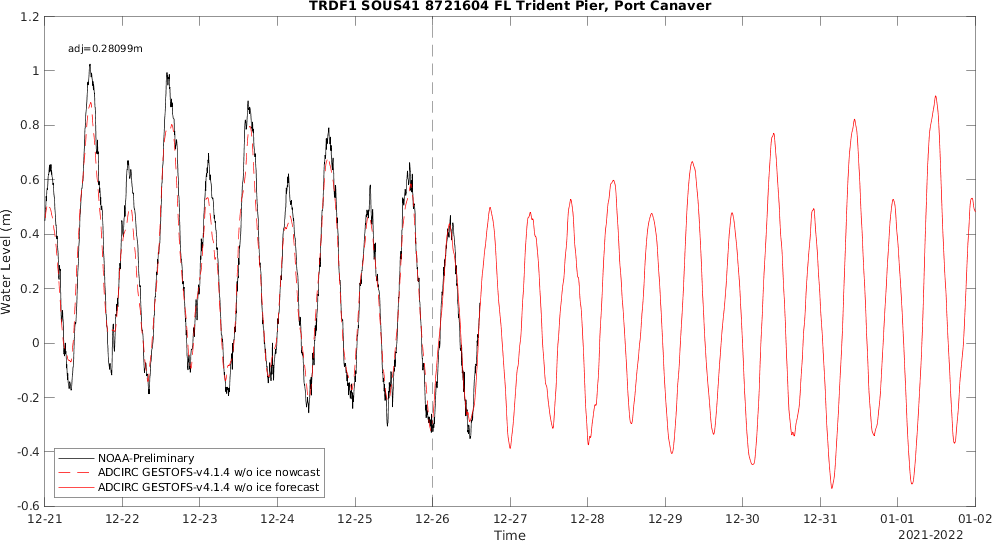 TRDF1 SOUS41 8721604 FL Trident Pier, Port Canaver
adj=0.28099m
1.2
1
0.8
0.6
0.4
0.2
0
-0.2
-0.4
-0.6
Water Level (m)
NOAA-Preliminary
ADCIRC GESTOFS-v4.1.4 w/o ice nowcast
ADCIRC GESTOFS-v4.1.4 w/o ice forecast
12-21 12-22 12-23 12-24 12-25 12-26 12-27 12-28 12-29 12-30 12-31 01-01 01-02
Time
2021-2022